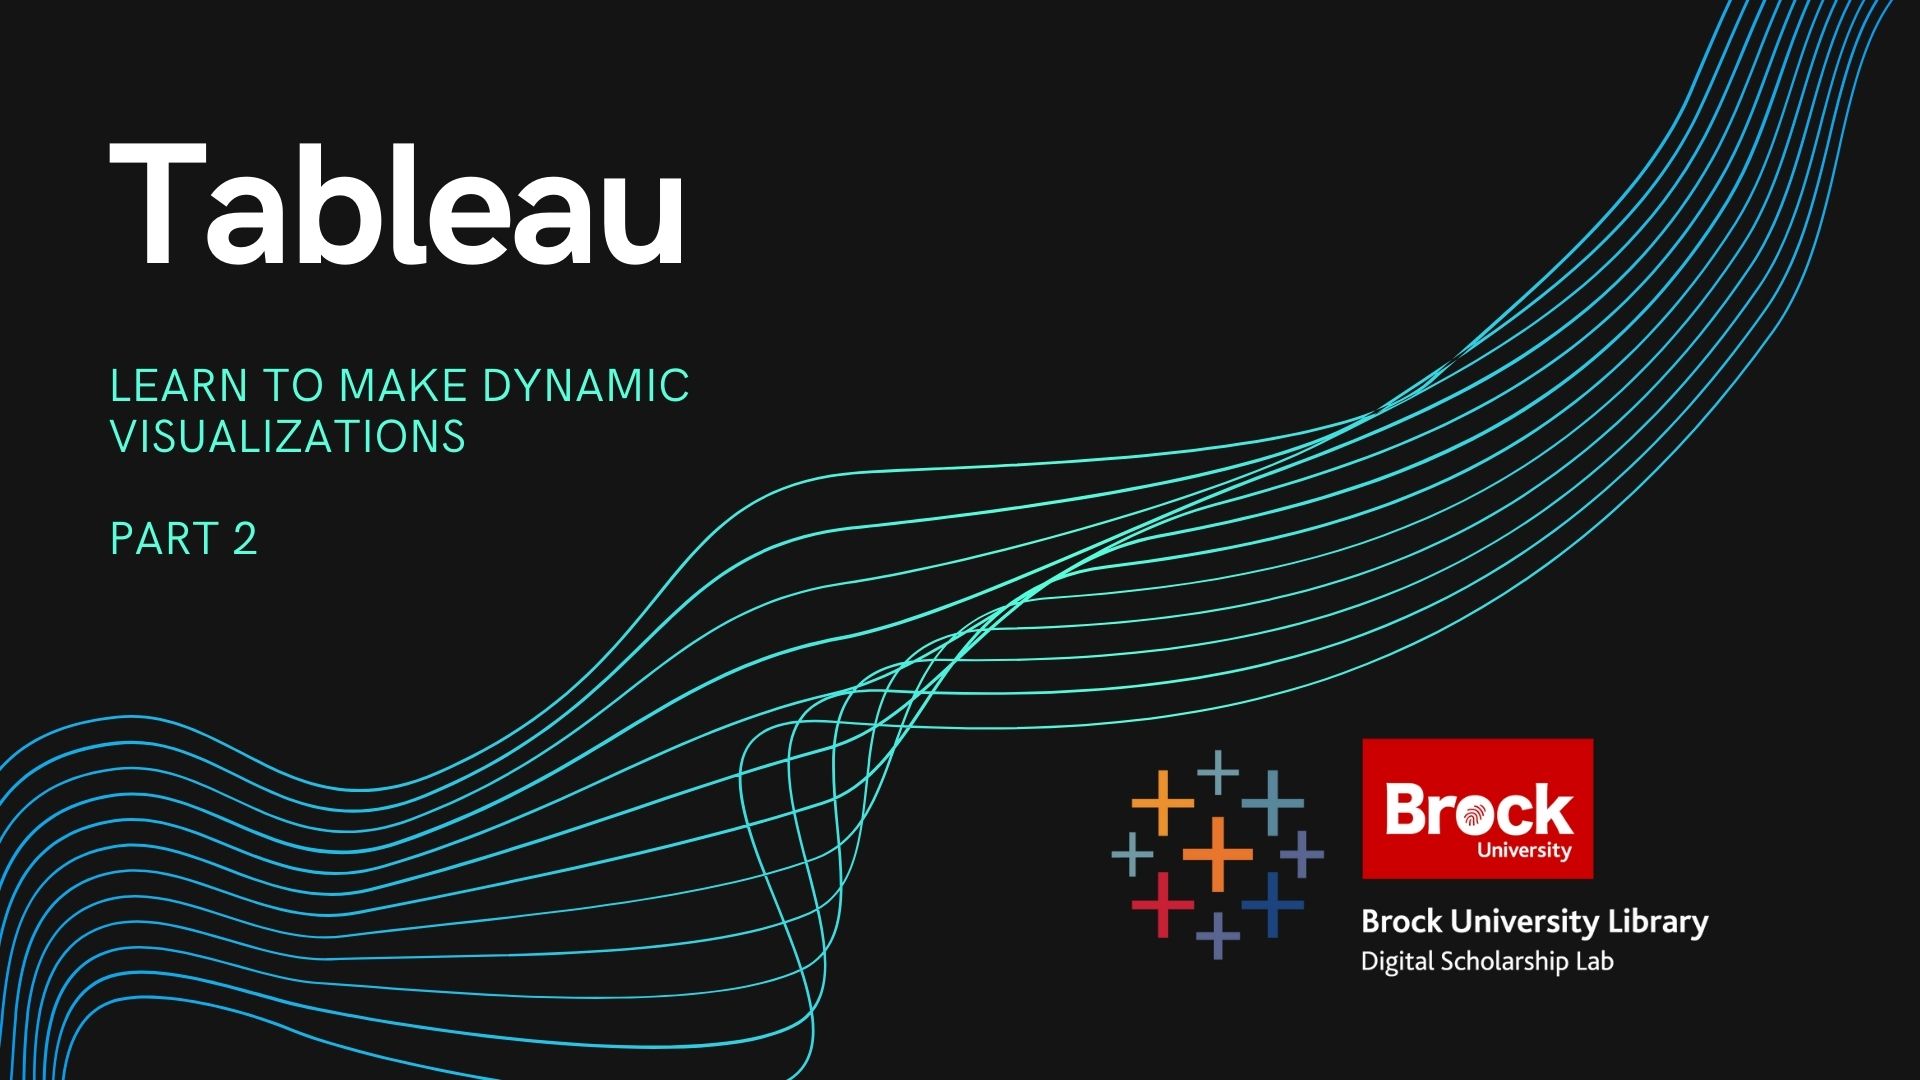 Tableau
LEARN TO MAKE DYNAMIC
VISUALIZATIONS
PART 2
Brock
University
Brock University Library
Digital Scholarship Lab